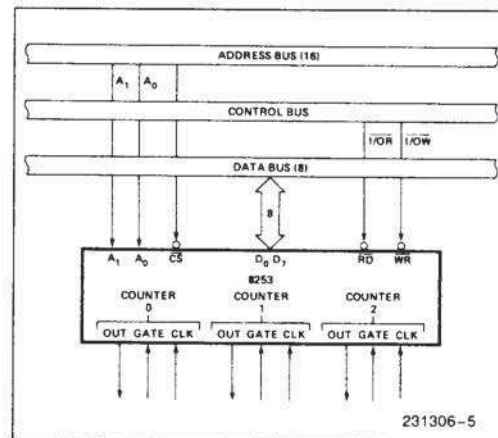 ADDRESS BUS (16)
A1 A0
CONTROL BUS
I/OR I/OW
DATA BUS (8)
8
A1 A0 CS D0 D7 RD WR
8253
COUNTER COUNTER COUNTER
0 1 2
OUT GATE CLK OUT GATE CLK OUT GATE CLK
231306-5